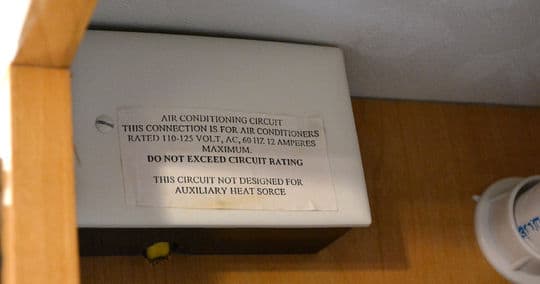 AIR CONDITIONING CIRCUIT
THIS CONNECTION IS FOR AIR CONDITIONERS
RATED 110-125 VOLT, AC, 60 HZ 12 AMPERES
MAXIMUM.
DO NOT EXCEED CIRCUIT RATING
THIS CIRCUIT NOT DESIGNED FOR
AUXILIARY HEAT SORCE